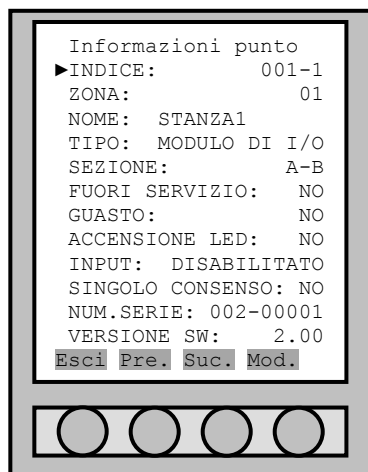 Informazioni punto
►INDICE: 001-1
ZONA: 01
NOME: STANZA1
TIPO: MODULO DI I/O
SEZIONE: A-B
FUORI SERVIZIO: NO
GUASTO: NO
ACCENSIONE LED: NO
INPUT: DISABILITATO
SINGOLO CONSENSO: NO
NUM.SERIE: 002-00001
VERSIONE SW: 2.00
Esci Pre. Suc. Mod.